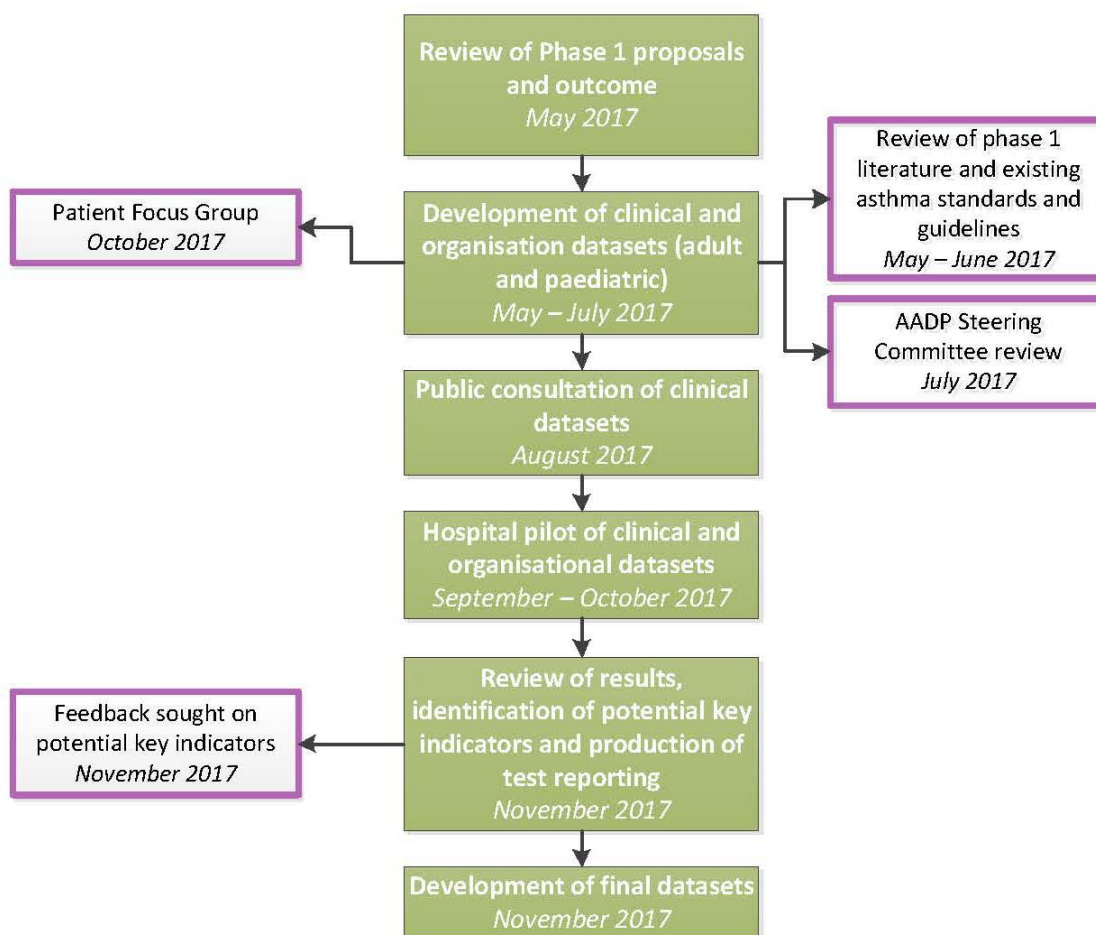 Review of Phase 1 proposals
and outcome
May 2017
Review of phase 1
literature and existing
asthma standards and
guidelines
May – June 2017
Patient Focus Group
October 2017
Development of clinical and
organisation datasets (adult
and paediatric)
May – July 2017
AADP Steering
Committee review
July 2017
Public consultation of clinical
datasets
August 2017
Hospital pilot of clinical and
organisational datasets
September – October 2017
Review of results,
identification of potential key
indicators and production of
test reporting
November 2017
Feedback sought on
potential key indicators
November 2017
Development of final datasets
November 2017